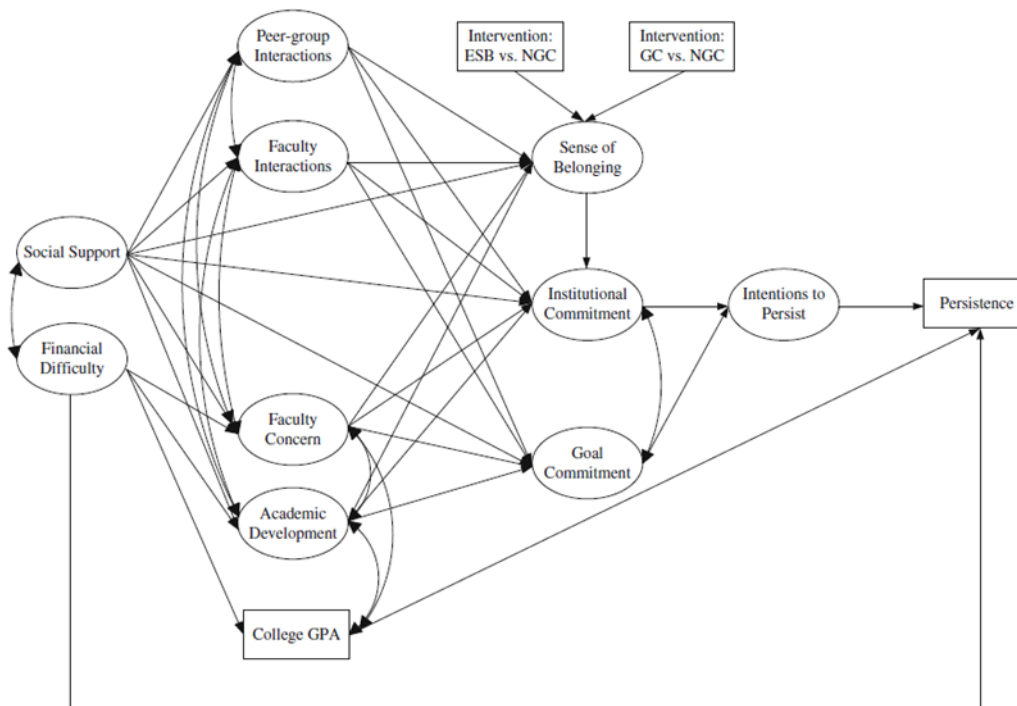 Peer-group
Interactions
Intervention:
ESB vs. NGC
Intervention:
GC vs. NGC
Faculty
Interactions
Sense of
Belonging
Social Support
Institutional
Commitment
Intentions to
Persist
Persistence
Financial
Difficulty
Faculty
Concern
Goal
Commitment
Academic
Development
College GPA